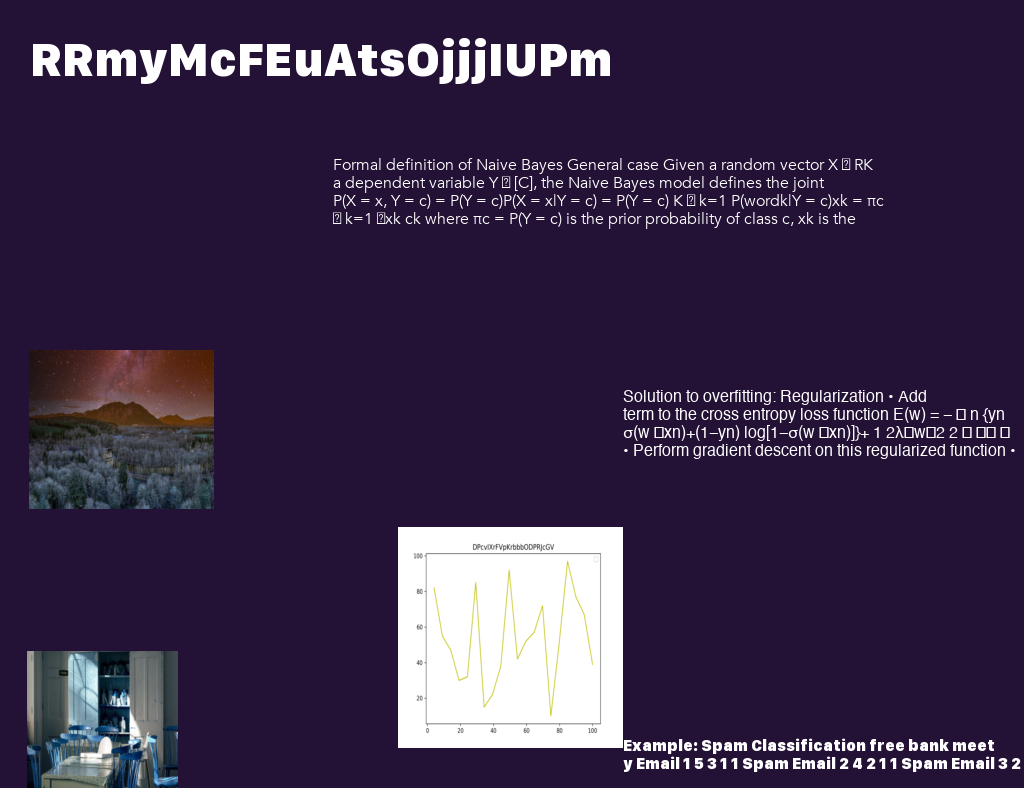 RRmyMcFEuAtsOjjjIUPm
Formal definition of Naive Bayes General case Given a random vector X □ RK
a dependent variable Y □ [C], the Naive Bayes model defines the joint
P(X = x, Y = c) = P(Y = c)P(X = x|Y = c) = P(Y = c) K □ k=1 P(wordk|Y = c)xk = πc
□ k=1 □xk ck where πc = P(Y = c) is the prior probability of class c, xk is the
Solution to overfitting: Regularization • Add
term to the cross entropy loss function E(w) = – □ n {yn
σ(w □xn)+(1–yn) log[1–σ(w □xn)]}+ 1 2λ□w□2 2 □ □□ □
• Perform gradient descent on this regularized function •
DPcvIXrFVpKrbbbODPRJcGV
100
80
60
40
20
0 20 40 60 80 100
Example: Spam Classification free bank meet
y Email 1 5 3 1 1 Spam Email 2 4 2 1 1 Spam Email 3 2